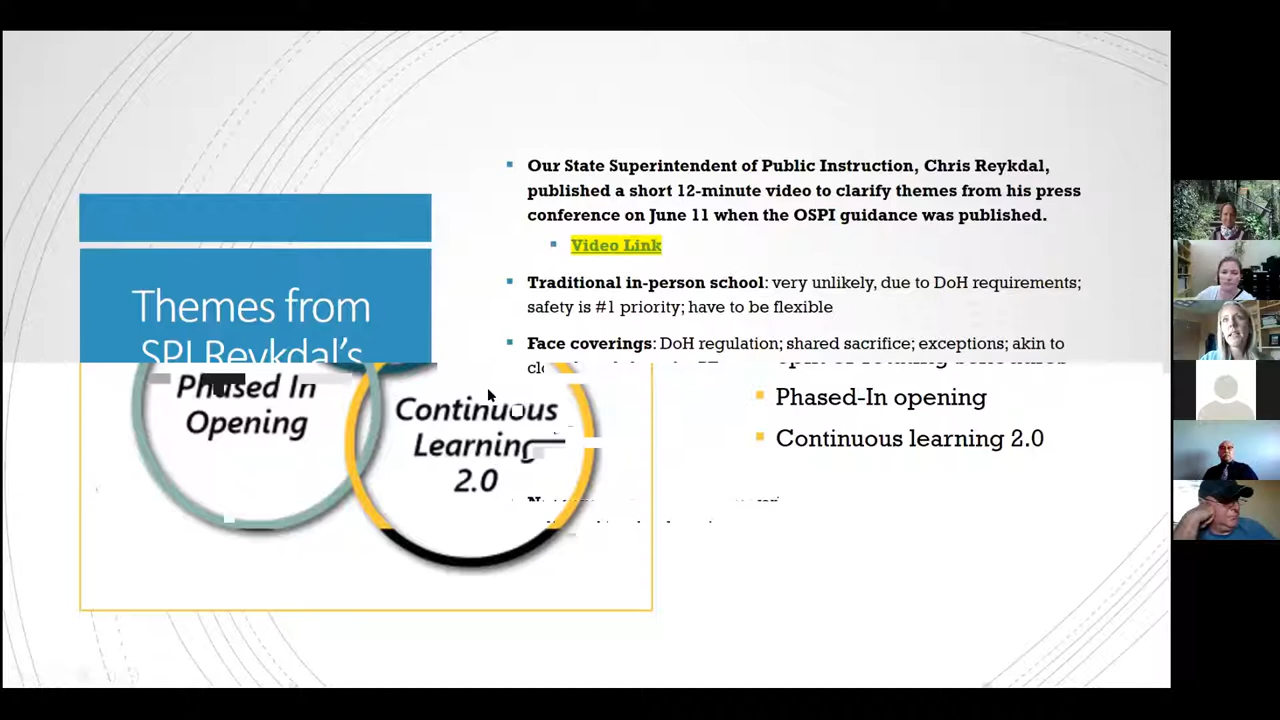 Our State Superintendent of Public Instruction, Chris Reykdal,
published a short 12-minute video to clarify themes from his press
conference on June 11 when the OSPI guidance was published.
Video Link
Traditional in-person school: very unlikely, due to DoH requirements;
safety is #1 priority; have to be flexible
Face coverings: DoH regulation; shared sacrifice; exceptions; akin to
Themes from
SPI Reykdal's
Phased In
Opening
Continuous
Learning
2.0
Phased-In opening
Continuous learning 2.0